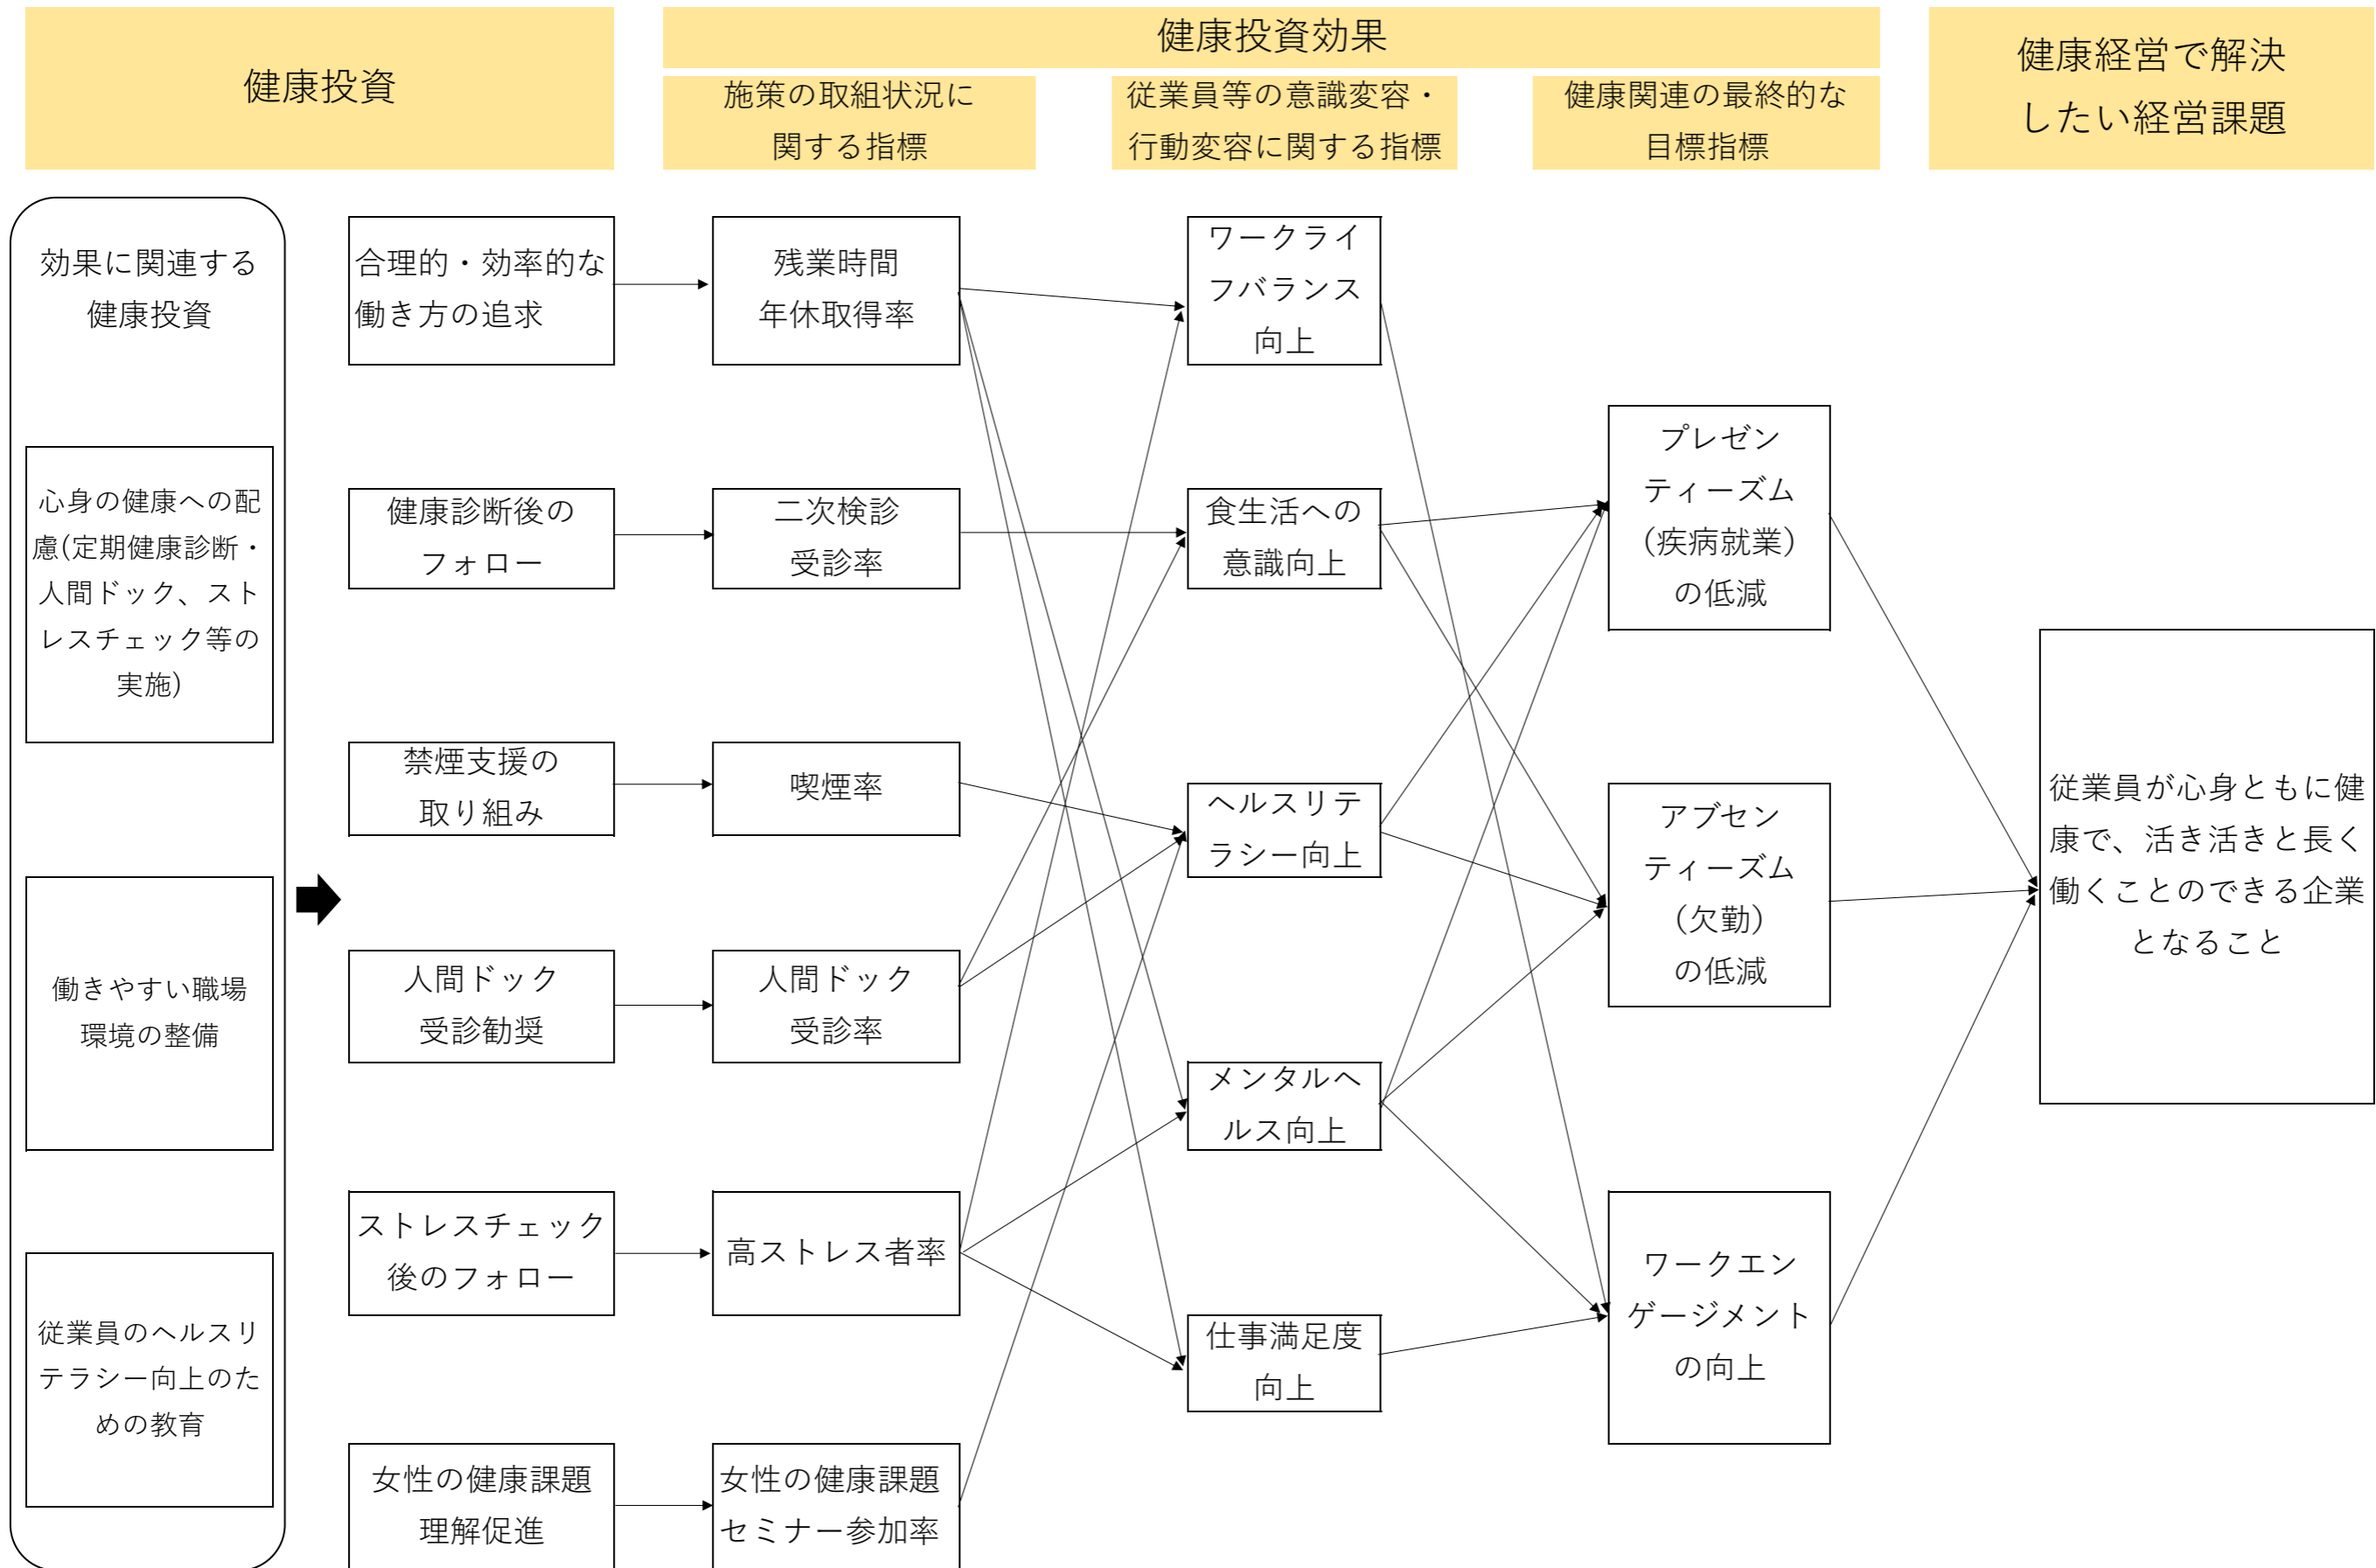 健康投資
健康投資効果
施策の取組状況に
関する指標
従業員等の意識変容・
行動変容に関する指標
健康関連の最終的な
目標指標
健康経営で解決
したい経営課題
効果に関連する
健康投資
心身の健康への配
慮(定期健康診断・
人間ドック、スト
レスチェック等の
実施)
働きやすい職場
環境の整備
従業員のヘルスリ
テラシー向上のた
めの教育
合理的・効率的な
働き方の追求
健康診断後の
フォロー
禁煙支援の
取り組み
人間ドック
受診勧奨
ストレスチェック
後のフォロー
女性の健康課題
理解促進
残業時間
年休取得率
二次検診
受診率
喫煙率
人間ドック
受診率
高ストレス者率
女性の健康課題
セミナー参加率
ワークライ
フバランス
向上
食生活への
意識向上
ヘルスリテ
ラシー向上
メンタルヘ
ルス向上
仕事満足度
向上
プレゼン
ティーズム
（疾病就業）
の低減
アブセン
ティーズム
（欠勤）
の低減
ワークエン
ゲージメント
の向上
従業員が心身ともに健
康で、活き活きと長く
働くことのできる企業
となること